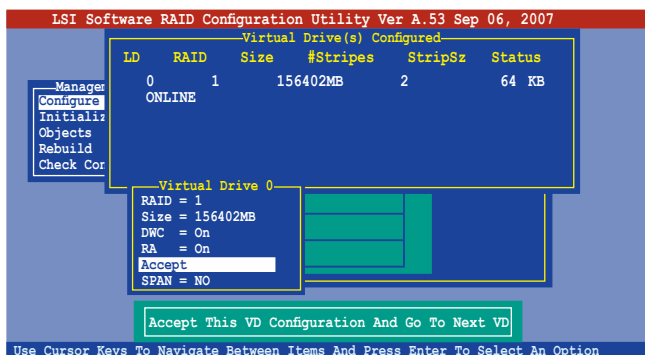 LSI Software RAID Configuration Utility Ver A.53 Sep 06, 2007
Virtual Drive(s) Configured
LD RAID Size #Stripes StripSz Status
0 1 156402MB 2 64 KB
ONLINE
Managem
Configure
Initializ
Objects
Rebuild
Check Con
Virtual Drive 0
RAID = 1
Size = 156402MB
DWC = On
RA = On
Accept
SPAN = NO
Accept This VD Configuration And Go To Next VD
Use Cursor Keys To Navigate Between Items And Press Enter To Select An Option